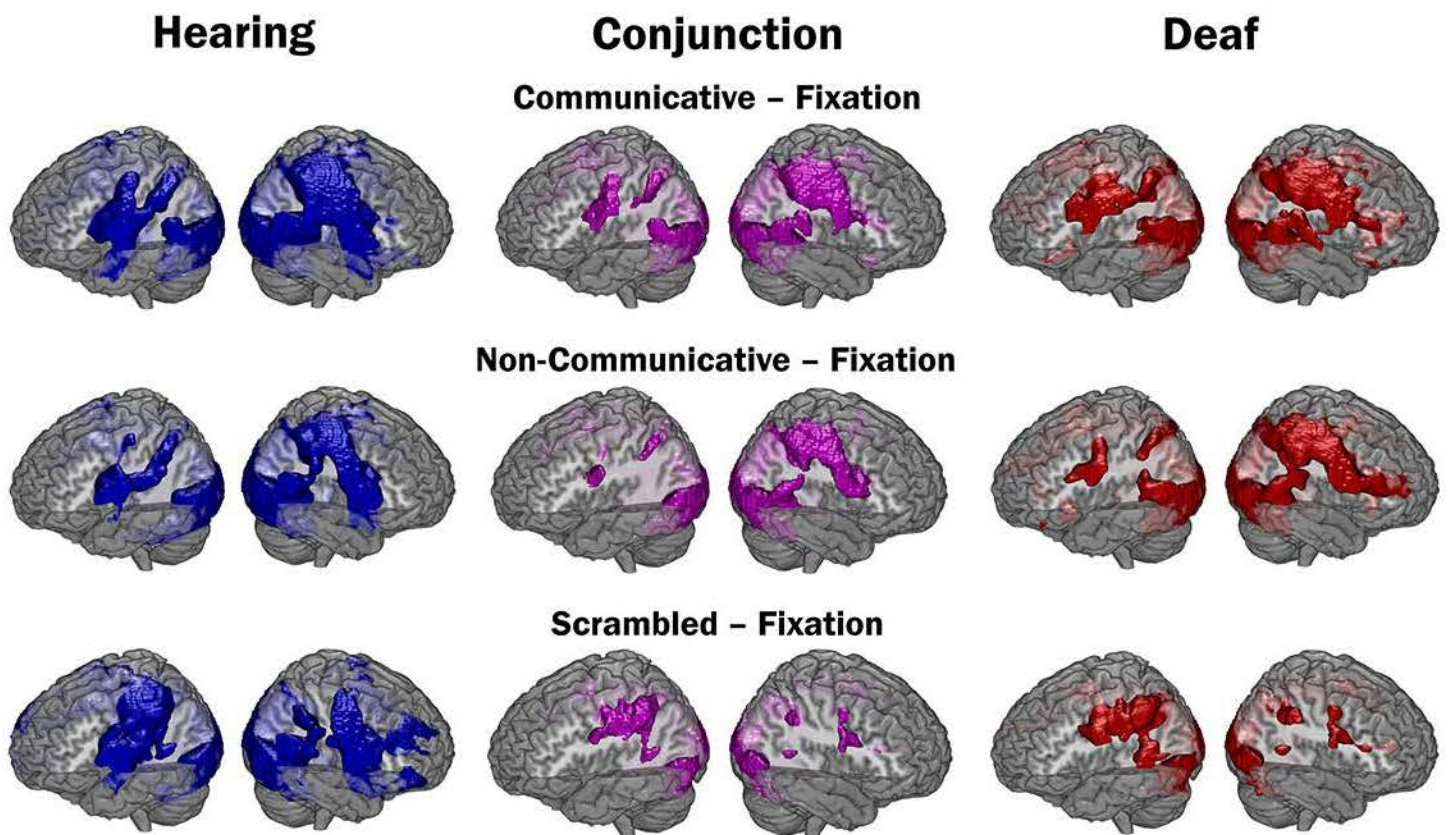 Hearing Conjunction Deaf
Communicative – Fixation
Non-Communicative – Fixation
Scrambled – Fixation